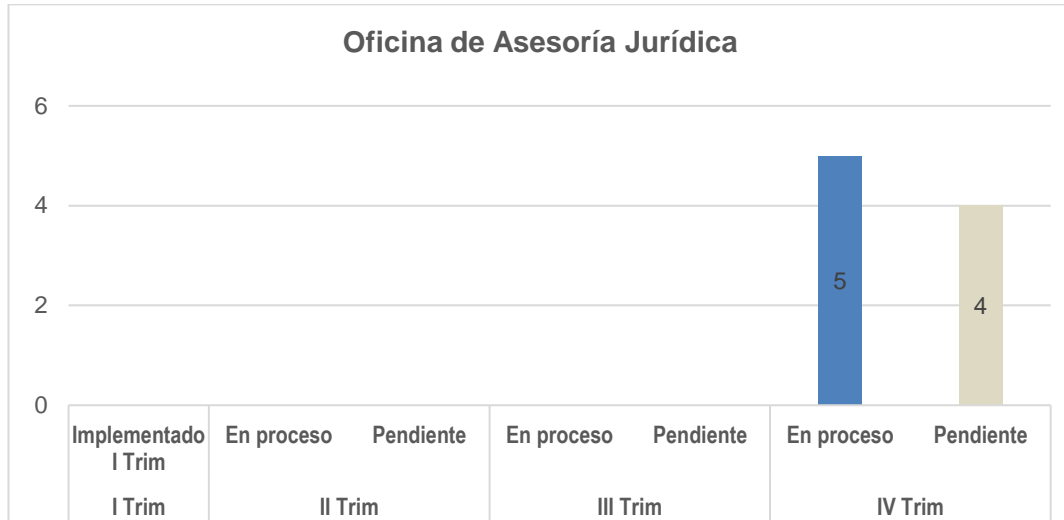 Oficina de Asesoría Jurídica
6
4
2
0
5
4
Implementado En proceso Pendiente En proceso Pendiente En proceso Pendiente
I Trim
I Trim II Trim III Trim IV Trim